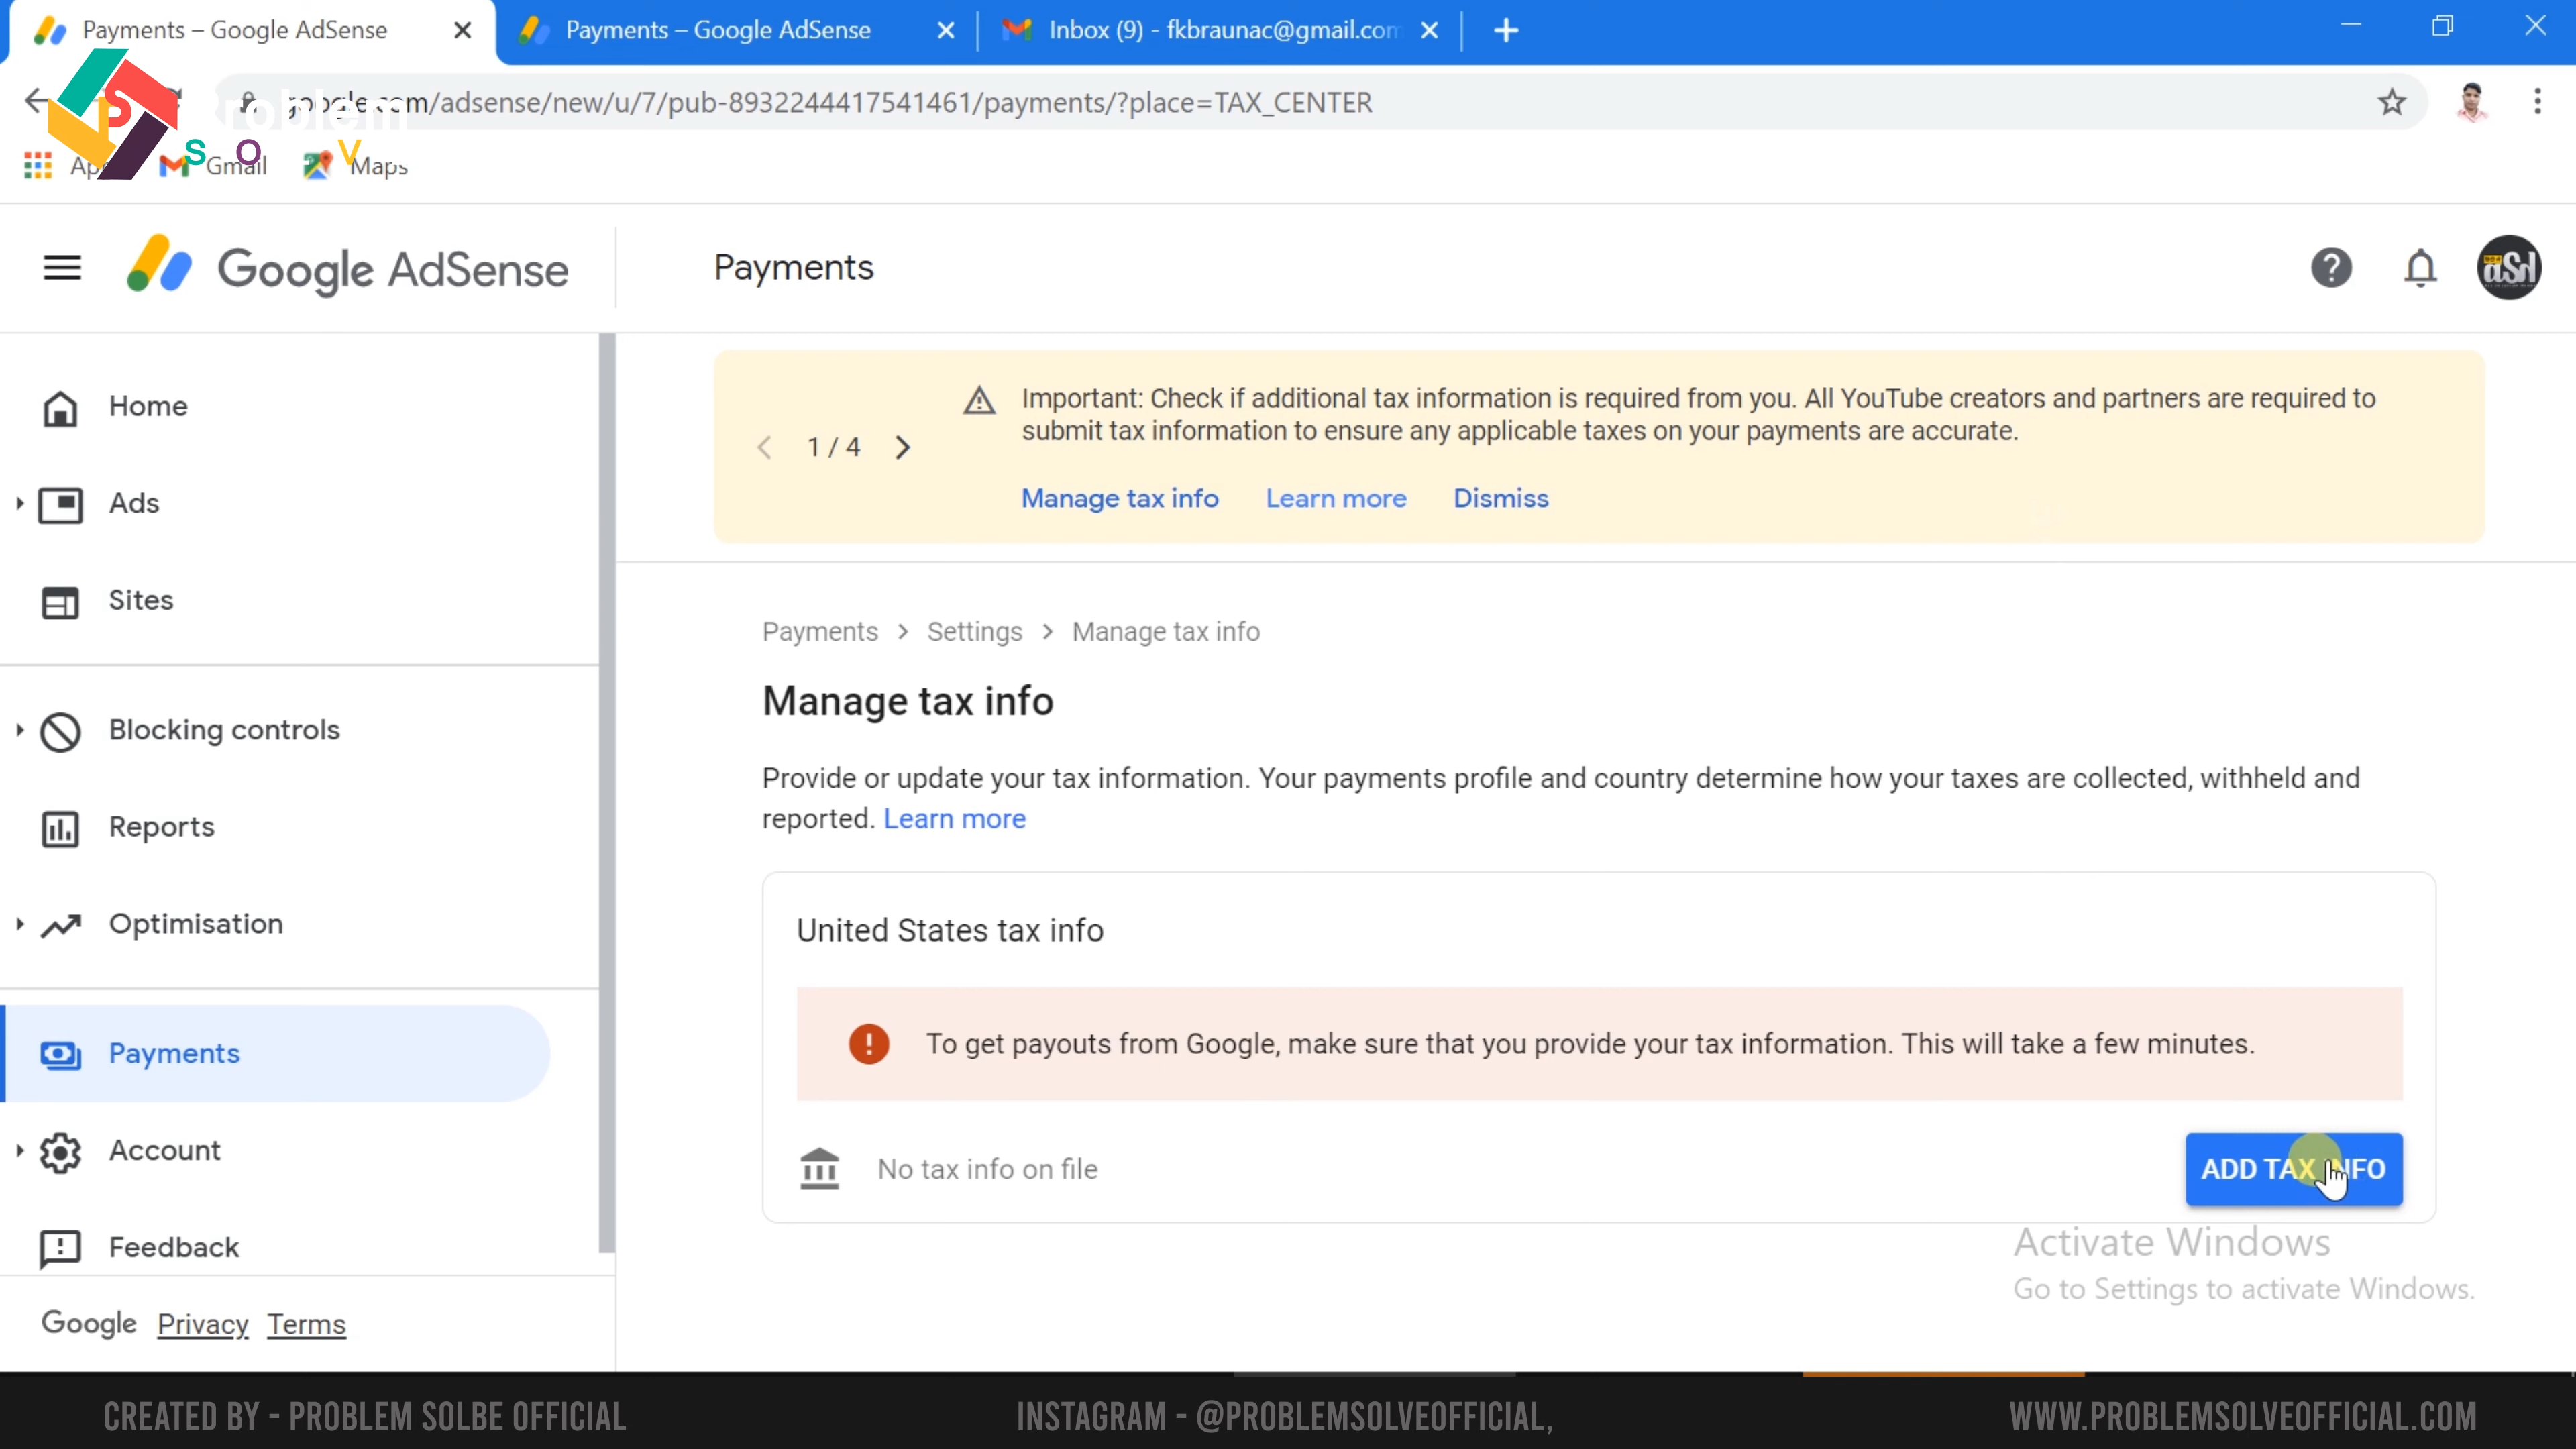 Payments – Google AdSense
Payments – Google AdSense
Inbox (9) - fkbraunac@gmail.com
google.com/adsense/new/u/7/pub-8932244417541461/payments/?place=TAX_CENTER
Problem
S O V
Gmail
Maps
Google AdSense
Payments
aSd
Home
Ads
Sites
Blocking controls
Reports
Optimisation
Payments
Account
Feedback
Google Privacy Terms
1 / 4
Important: Check if additional tax information is required from you. All YouTube creators and partners are required to
submit tax information to ensure any applicable taxes on your payments are accurate.
Manage tax info Learn more Dismiss
Payments > Settings > Manage tax info
Manage tax info
Provide or update your tax information. Your payments profile and country determine how your taxes are collected, withheld and
reported. Learn more
United States tax info
To get payouts from Google, make sure that you provide your tax information. This will take a few minutes.
No tax info on file
ADD TAX INFO
Activate Windows
Go to Settings to activate Windows.
CREATED BY - PROBLEM SOLBE OFFICIAL
INSTAGRAM - @PROBLEMSOLVEOFFICIAL,
WWW.PROBLEMSOLVEOFFICIAL.COM